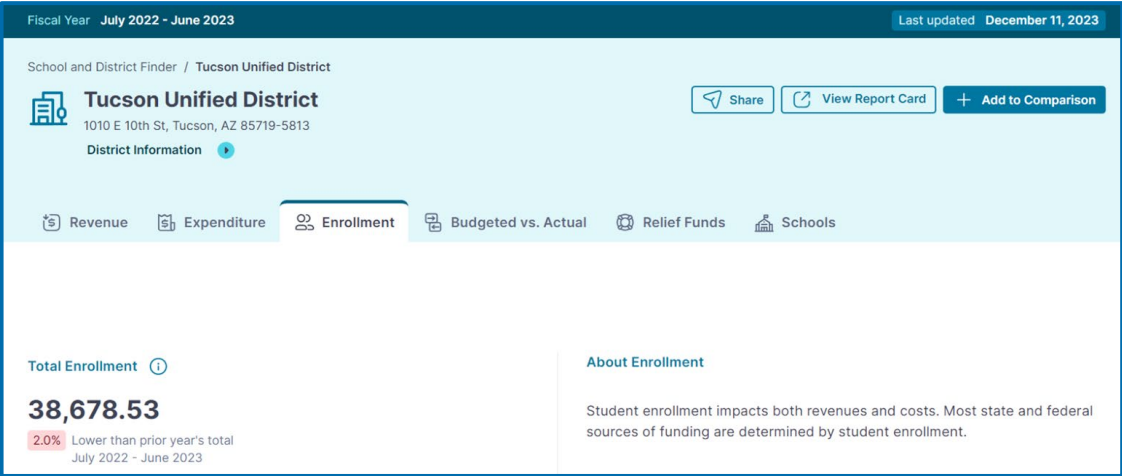 Fiscal Year July 2022 - June 2023
Last updated December 11, 2023
School and District Finder / Tucson Unified District
Tucson Unified District
1010 E 10th St, Tucson, AZ 85719-5813
District Information
Share
View Report Card
+ Add to Comparison
Revenue
Expenditure
Enrollment
Budgeted vs. Actual
Relief Funds
Schools
Total Enrollment
38,678.53
2.0% Lower than prior year's total
July 2022 - June 2023
About Enrollment
Student enrollment impacts both revenues and costs. Most state and federal
sources of funding are determined by student enrollment.